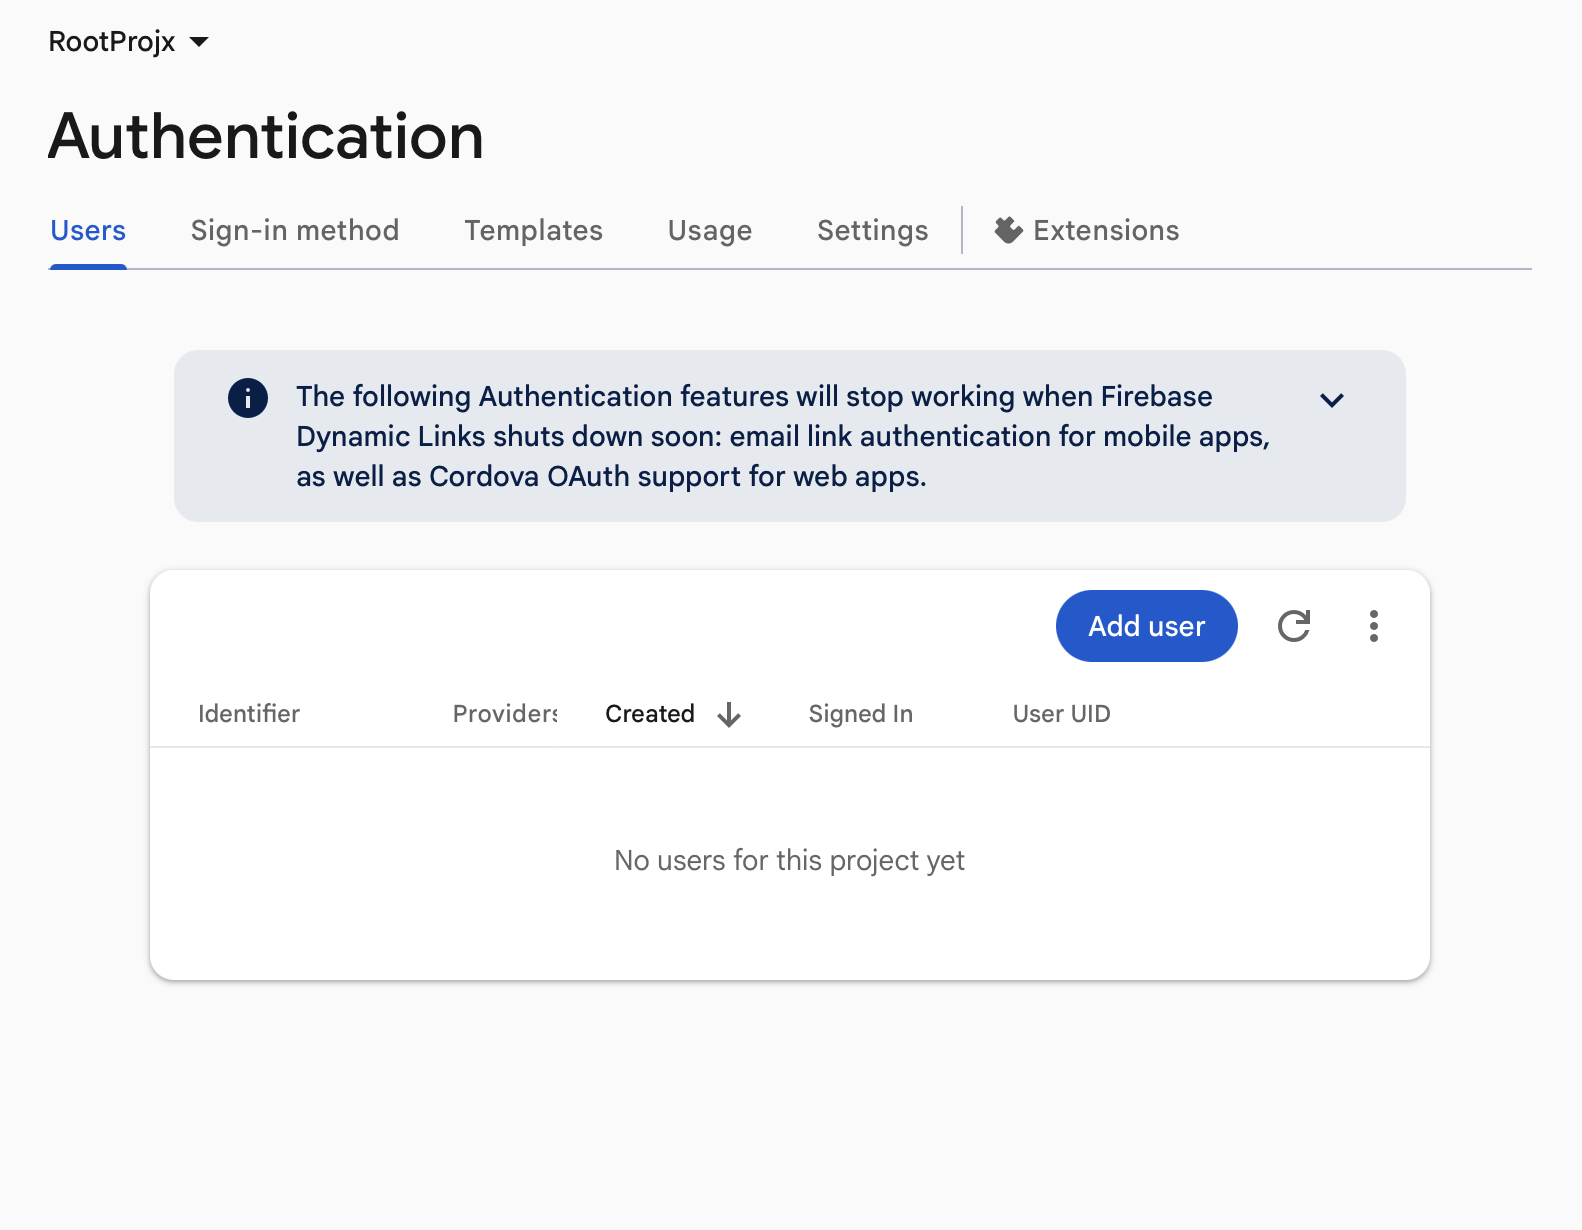 RootProjx
Authentication
Users Sign-in method Templates Usage Settings Extensions
The following Authentication features will stop working when Firebase
Dynamic Links shuts down soon: email link authentication for mobile apps,
as well as Cordova OAuth support for web apps.
Add user
Identifier Providers Created Signed In User UID
No users for this project yet